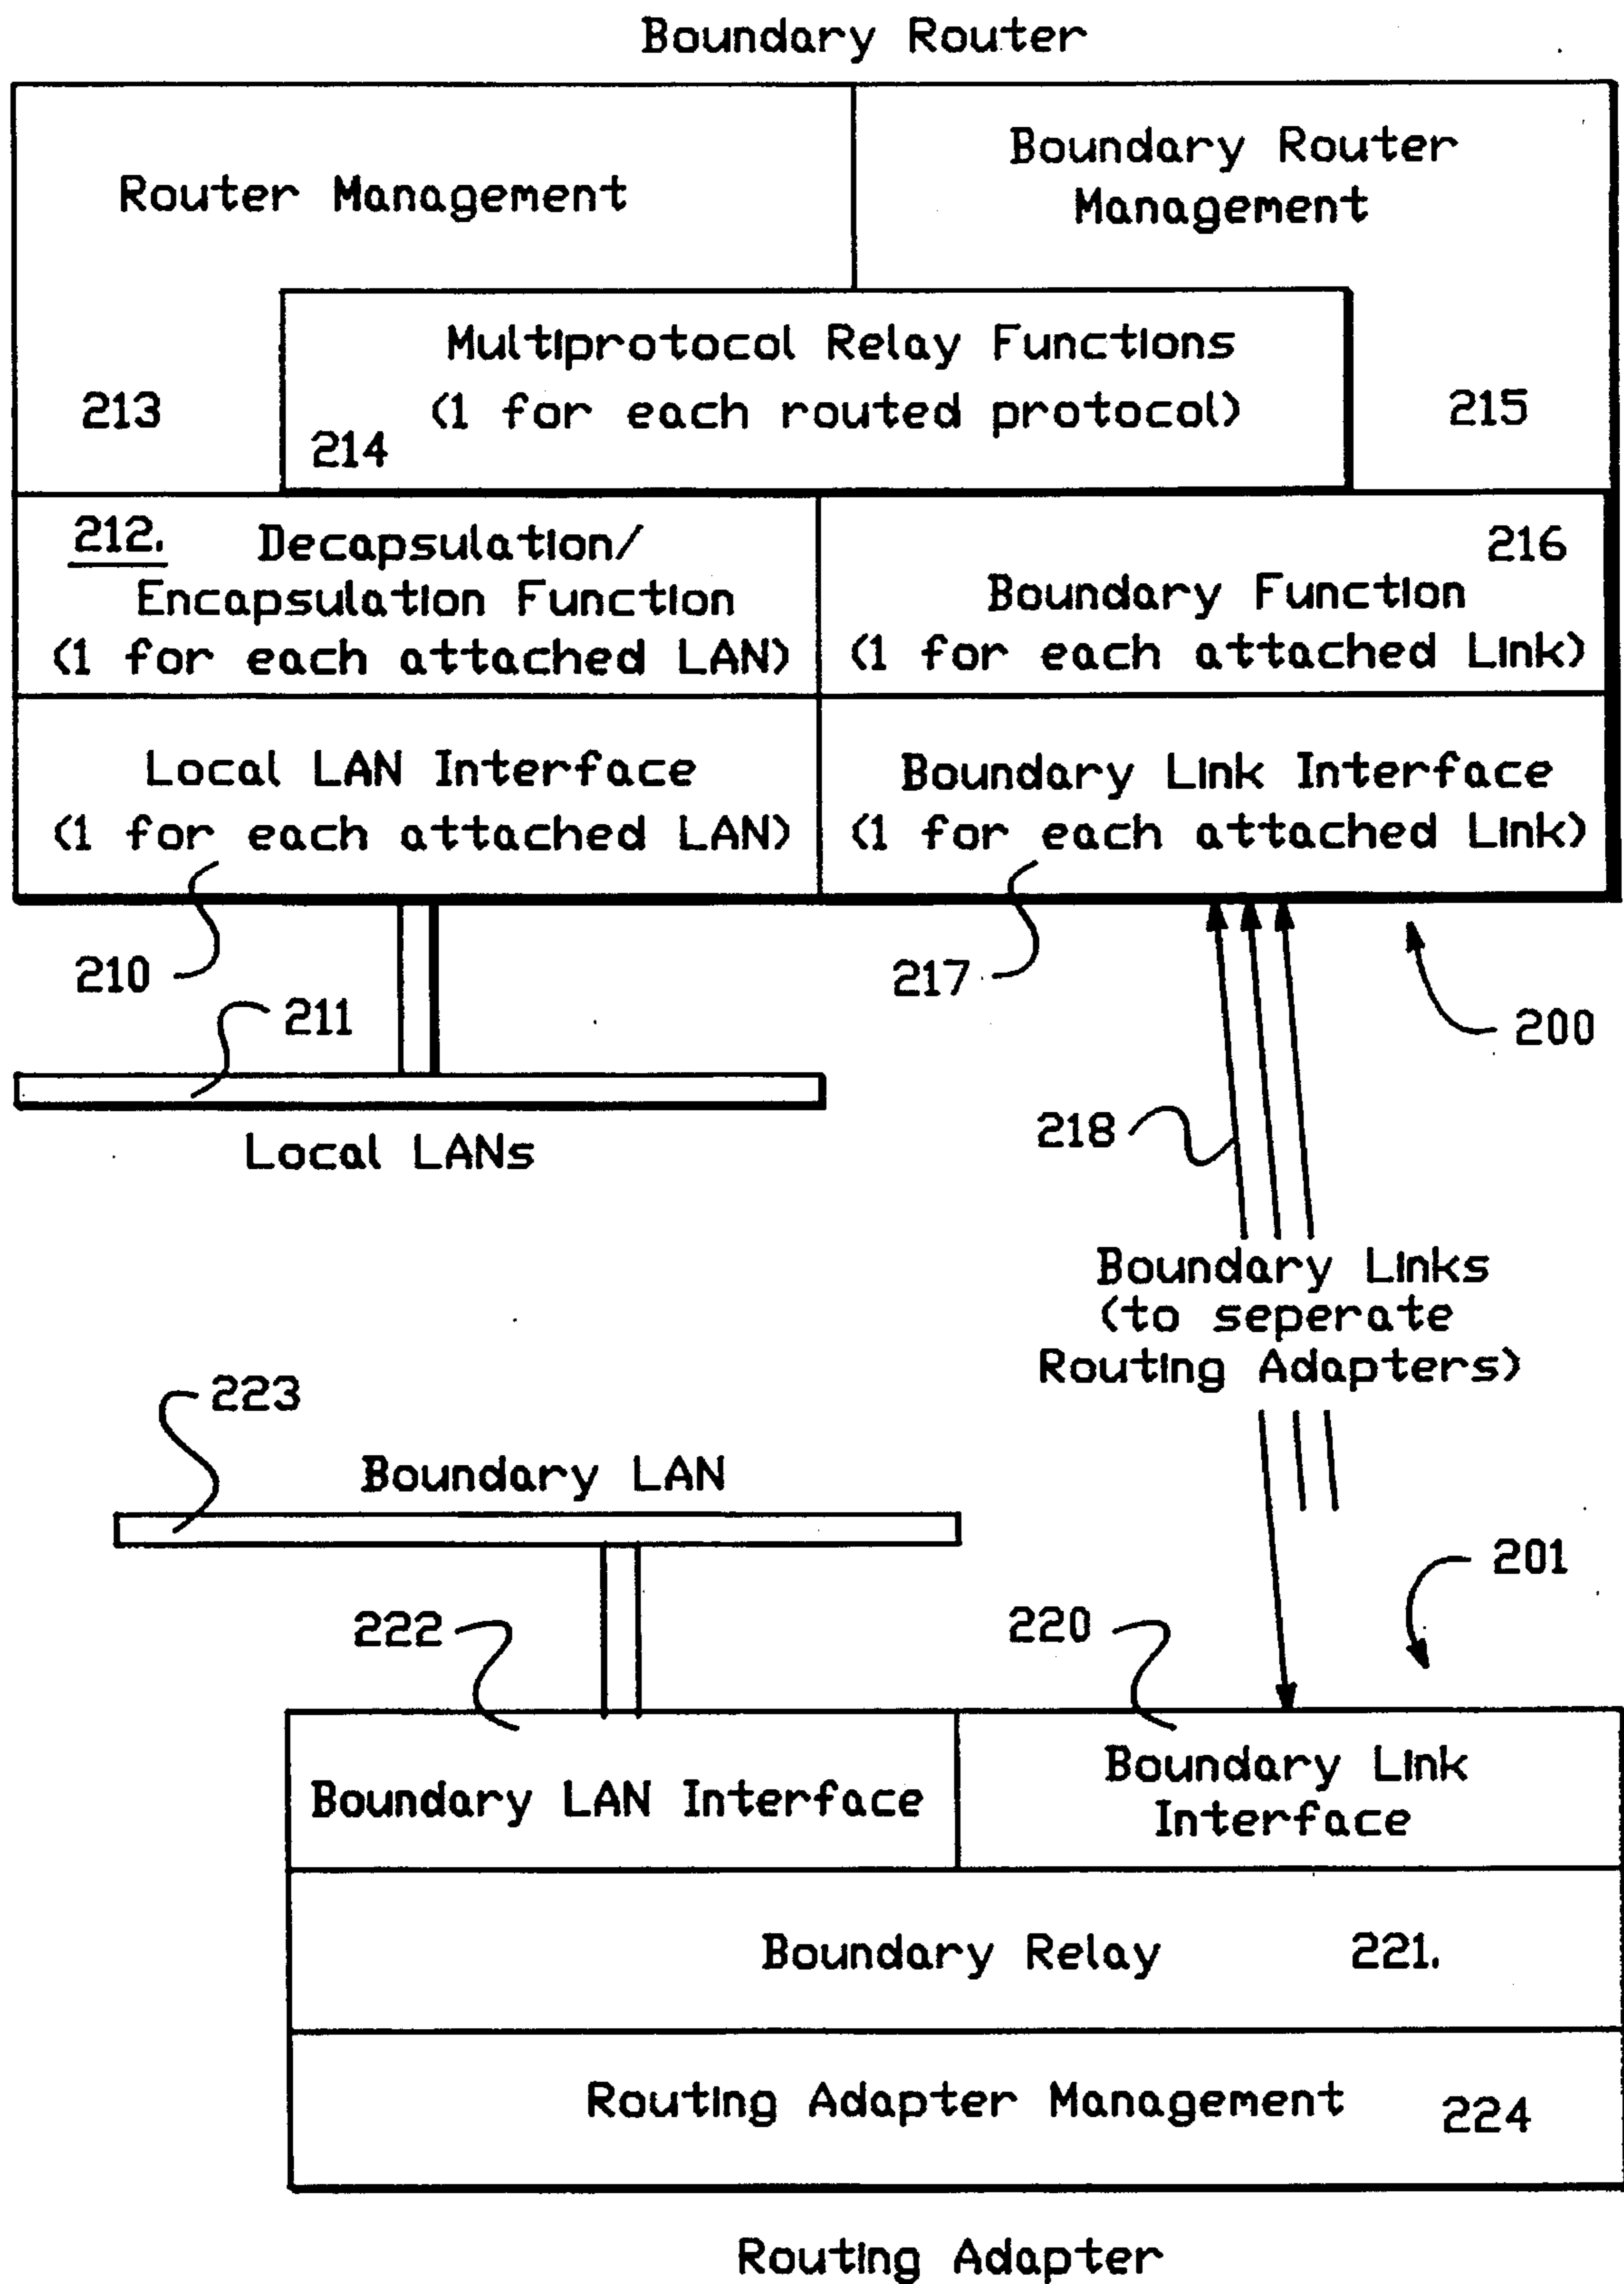 Boundary Router
Router Management
Boundary Router
Management
Multiprotocol Relay Functions
(1 for each routed protocol)
213
214
215
212.
Decapsulation/
Encapsulation Function
(1 for each attached LAN)
216
Boundary Function
(1 for each attached Link)
Local LAN Interface
(1 for each attached LAN)
Boundary Link Interface
(1 for each attached Link)
210
217
211
200
Local LANs
218
Boundary Links
(to seperate
Routing Adapters)
223
Boundary LAN
201
222
220
Boundary LAN Interface
Boundary Link
Interface
Boundary Relay
221.
Routing Adapter Management
224
Routing Adapter